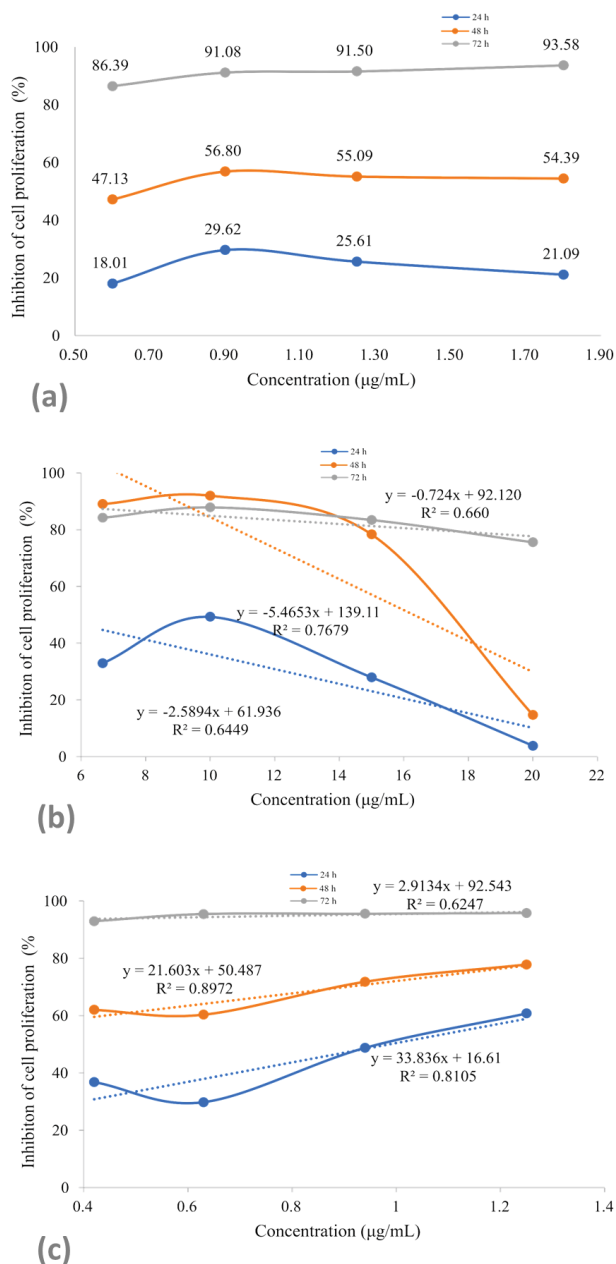 24 h
48 h
72 h
100
80
60
40
20
0
Inhibiton of cell proliferation (%)
86.39
91.08
91.50
93.58
47.13
56.80
55.09
54.39
18.01
29.62
25.61
21.09
0.50 0.70 0.90 1.10 1.30 1.50 1.70 1.90
Concentration (µg/mL)
(a)
24 h
48 h
72 h
100
80
60
40
20
0
Inhibiton of cell proliferation (%)
y = -0.724x + 92.120
R² = 0.660
y = -5.4653x + 139.11
R² = 0.7679
y = -2.5894x + 61.936
R² = 0.6449
6 8 10 12 14 16 18 20 22
Concentration (µg/mL)
(b)
24 h
48 h
72 h
100
80
60
40
20
0
Inhibiton of cell proliferation (%
y = 2.9134x + 92.543
R² = 0.6247
y = 21.603x + 50.487
R² = 0.8972
y = 33.836x + 16.61
R² = 0.8105
0.4 0.6 0.8 1 1.2 1.4
Concentration (µg/mL)
(c)